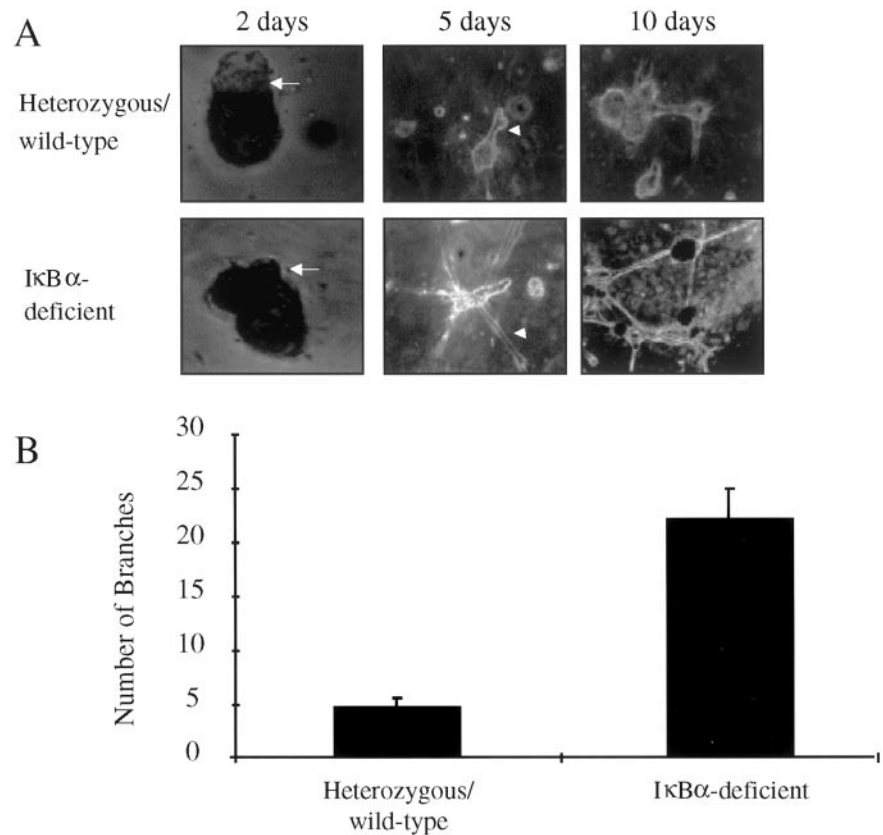 A
2 days 5 days 10 days
Heterozygous/
wild-type
IκBα-
deficient
B
30
25
20
15
10
5
0
Number of Branches
Heterozygous/
wild-type
IκBα-deficient